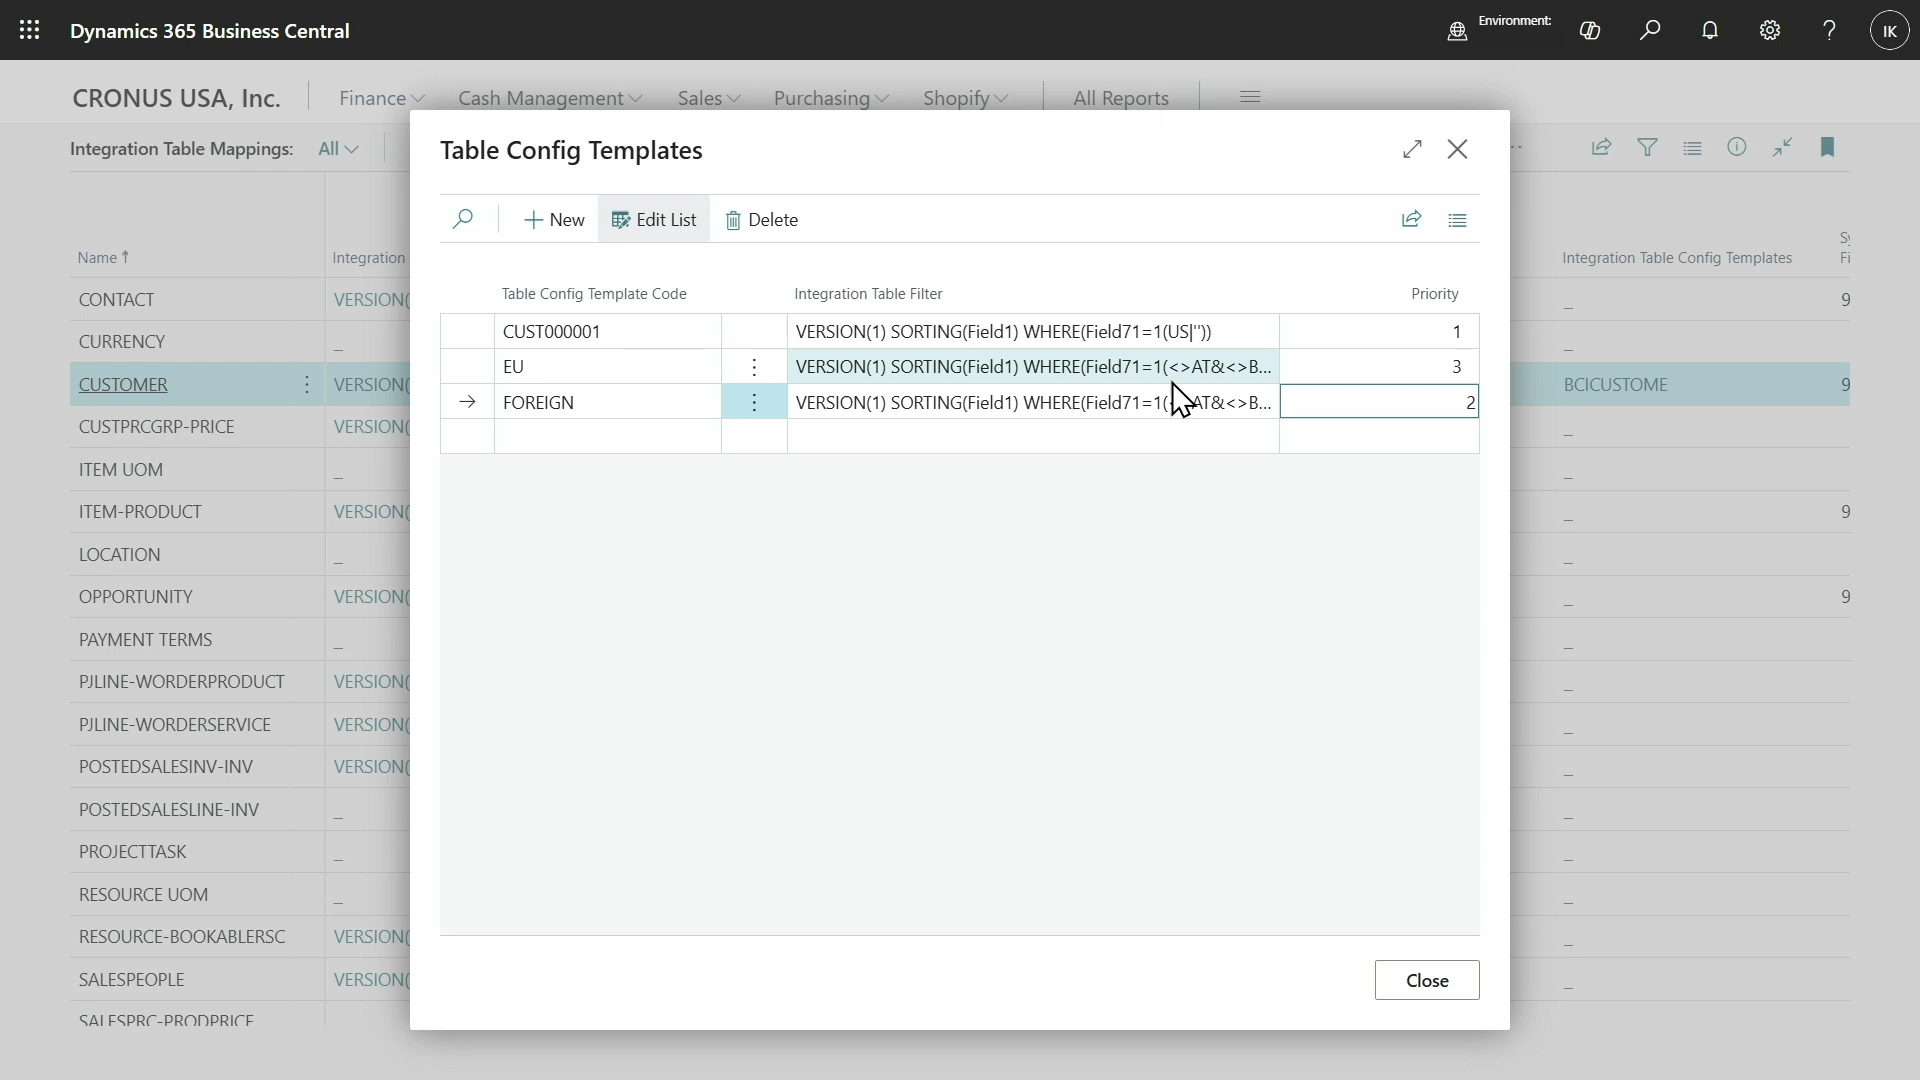 Dynamics 365 Business Central
Environment:
IK
CRONUS USA, Inc.
Finance
Cash Management
Sales
Purchasing
Shopify
All Reports
Integration Table Mappings:
All
Name
Integration
Integration Table Config Templates
CONTACT
VERSION(
_
9
CURRENCY
_
_
CUSTOMER
VERSION(
BCICUSTOME
9
CUSTPRCGRP-PRICE
VERSION(
_
ITEM UOM
_
_
ITEM-PRODUCT
VERSION(
_
9
LOCATION
_
_
OPPORTUNITY
VERSION(
_
9
PAYMENT TERMS
_
_
PJLINE-WORDERPRODUCT
VERSION(
_
PJLINE-WORDERSERVICE
VERSION(
_
POSTEDSALESINV-INV
VERSION(
_
POSTEDSALESLINE-INV
_
_
PROJECTTASK
_
_
RESOURCE UOM
_
_
RESOURCE-BOOKABLERSC
VERSION(
_
SALESPEOPLE
VERSION(
_
SALESPRC-PRODPRICE
Table Config Templates
New
Edit List
Delete
Table Config Template Code
Integration Table Filter
Priority
CUST000001
VERSION(1) SORTING(Field1) WHERE(Field71=1(US|''))
1
EU
VERSION(1) SORTING(Field1) WHERE(Field71=1(<>AT&<>B...
3
FOREIGN
VERSION(1) SORTING(Field1) WHERE(Field71=1( AT&<>B...
2
Close